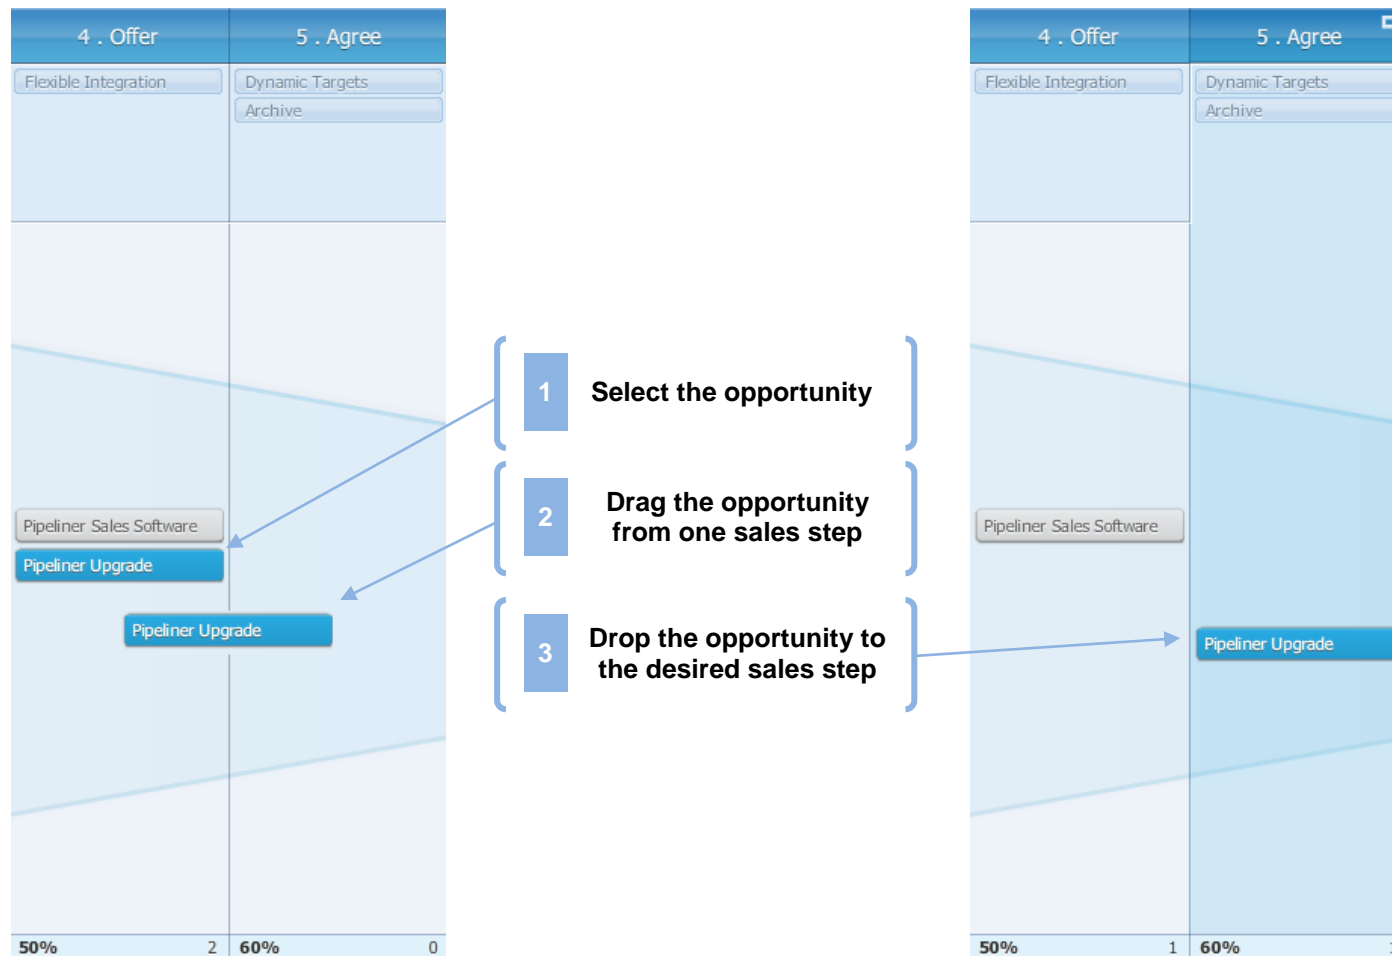 4 . Offer
5 . Agree
Flexible Integration
Dynamic Targets
Archive
Pipeliner Sales Software
Pipeliner Upgrade
Pipeliner Upgrade
50%
2
60%
0
1
Select the opportunity
2
Drag the opportunity
from one sales step
3
Drop the opportunity to
the desired sales step
4 . Offer
5 . Agree
Flexible Integration
Dynamic Targets
Archive
Pipeliner Sales Software
Pipeliner Upgrade
50%
1
60%